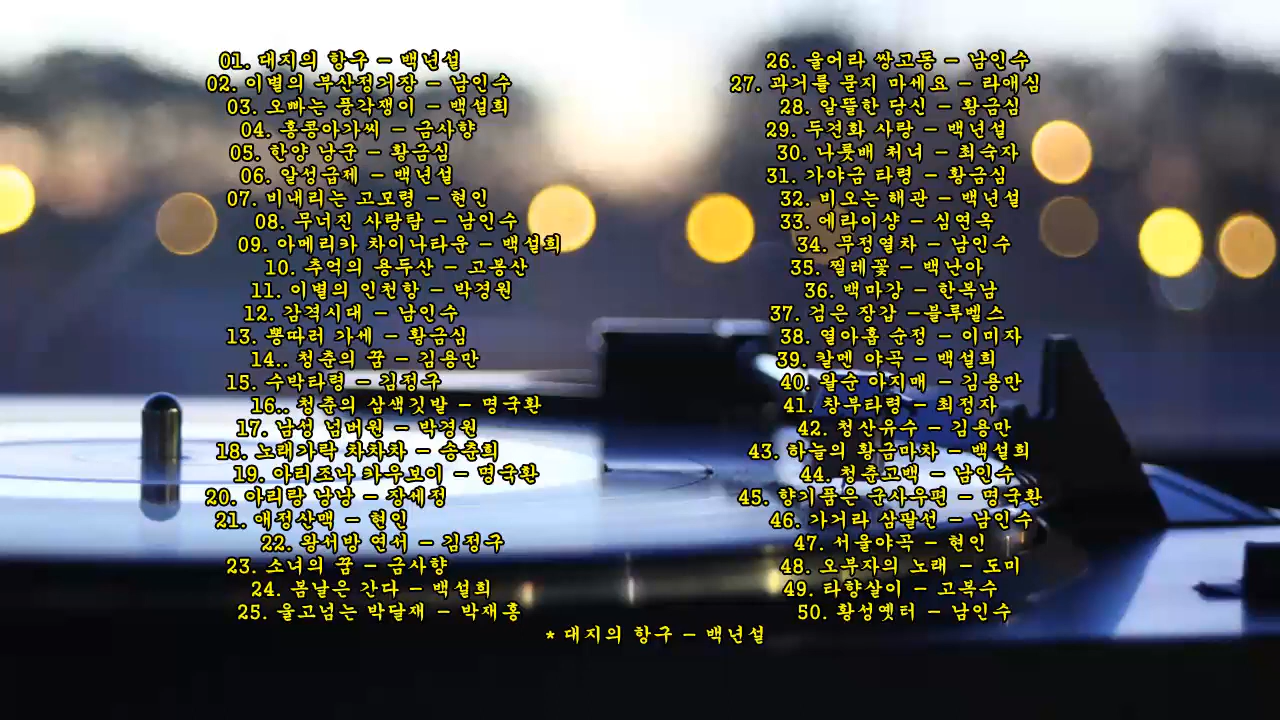 01. 대지의 항구 - 백년설
02. 이별의 부산정거장 - 남인수
03. 오빠는 풍각쟁이 - 백설희
04. 홍콩아가씨 - 금사향
05. 한양 낭군 - 황금심
06. 알성급제 - 백년설
07. 비내리는 고모령 - 현인
08. 무너진 사랑탑 - 남인수
09. 아메리카 차이나타운 - 백설희
10. 추억의 용두산 - 고봉산
11. 이별의 인천항 - 박경원
12. 감격시대 - 남인수
13. 뽕따러 가세 - 황금심
14.. 청춘의 꿈 - 김용만
15. 수박타령 - 김정구
16.. 청춘의 삼색깃발 - 명국환
17. 남성 넘버원 - 박경원
18. 노래가락 차차차 - 송춘희
19. 아리조나 카우보이 - 명국환
20. 아리랑 낭낭 - 장세정
21. 애정산맥 - 현인
22. 왕서방 연서 - 김정구
23. 소녀의 꿈 - 금사향
24. 봄날은 간다 - 백설희
25. 울고넘는 박달재 - 박재홍
26. 울어라 쌍고동 - 남인수
27. 과거를 묻지 마세요 - 라애심
28. 알뜰한 당신 - 황금심
29. 두견화 사랑 - 백년설
30. 나룻배 처녀 - 최숙자
31. 가야금 타령 - 황금심
32. 비오는 해관 - 백년설
33. 에라이샹 - 심연옥
34. 무정열차 - 남인수
35. 찔레꽃 - 백난아
36. 백마강 - 한복남
37. 검은 장갑 -블루벨스
38. 열아홉 순정 - 이미자
39. 칼멘 야곡 - 백설희
40. 왈순 아지매 - 김용만
41. 창부타령 - 최정자
42. 청산유수 - 김용만
43. 하늘의 황금마차 - 백설희
44. 청춘고백 - 남인수
45. 향기품은 군사우편 - 명국환
46. 가거라 삼팔선 - 남인수
47. 서울야곡 - 현인
48. 오부자의 노래 - 도미
49. 타향살이 - 고복수
50. 황성옛터 - 남인수
* 대지의 항구 - 백년설